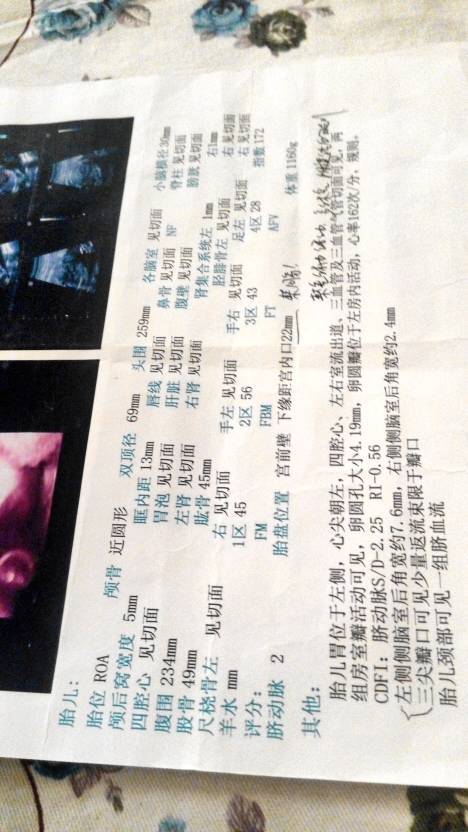 胎儿:
胎位 ROA 颅骨 近圆形 双顶径 69mm 头围 259mm 各脑室 见切面 小脑横径30mm
颅后窝宽度 5mm 眶内距 13mm 唇线 见切面 鼻骨 见切面 NP 脊柱 见切面
四腔心 见切面 胃泡 见切面 肝脏 见切面 腹壁 见切面 膀胱 见切面
腹围 234mm 左肾 见切面 右肾 见切面 肾集合系统左 1mm 右1mm
股骨 49mm 肱骨 45mm 胫腓骨左 见切面 右 见切面
尺桡骨左 见切面 右 见切面 手左 见切面 手右 见切面 足左 见切面 右 见切面
羊水 mm 1区 45 2区 56 3区 43 4区 28 指数 172
评分: FM FBM FT AFV
脐动脉 2 胎盘位置 宫前壁 下缘距宫内口22mm 体重 1160g
其他:
胎儿胃位于左侧,心尖朝左,四腔心、左右室流出道、三血管及三血管气管切面可见,两
组房室瓣活动可见,卵圆孔大小4.19mm,卵圆瓣位于左房内活动,心率162次/分,规则。
CDFI: 脐动脉S/D-2.25 RI-0.56
左侧侧脑室后角宽约7.6mm,右侧侧脑室后角宽约2.4mm
三尖瓣口可见少量返流束限于瓣口
胎儿颈部可见一组脐血流